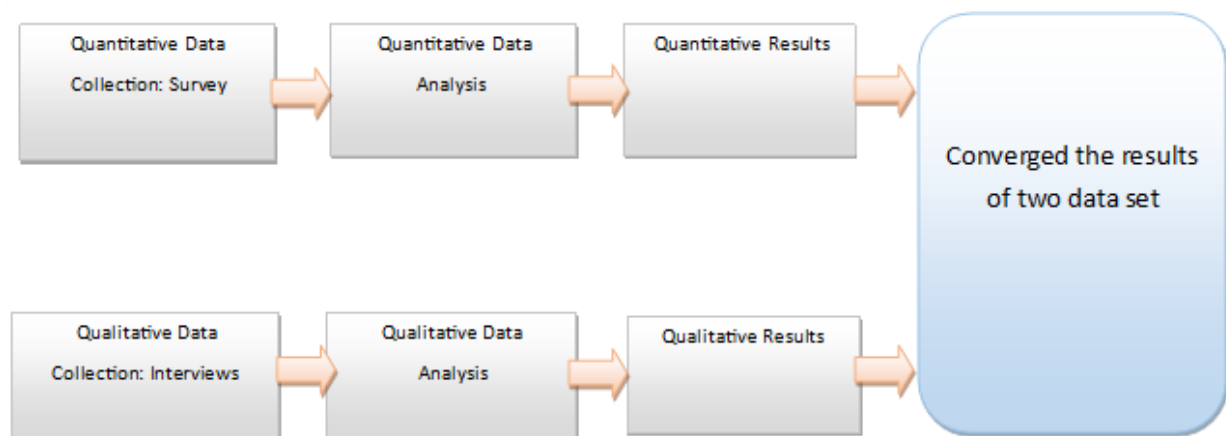 Quantitative Data
Collection: Survey
Quantitative Data
Analysis
Quantitative Results
Converged the results
of two data set
Qualitative Data
Collection: Interviews
Qualitative Data
Analysis
Qualitative Results